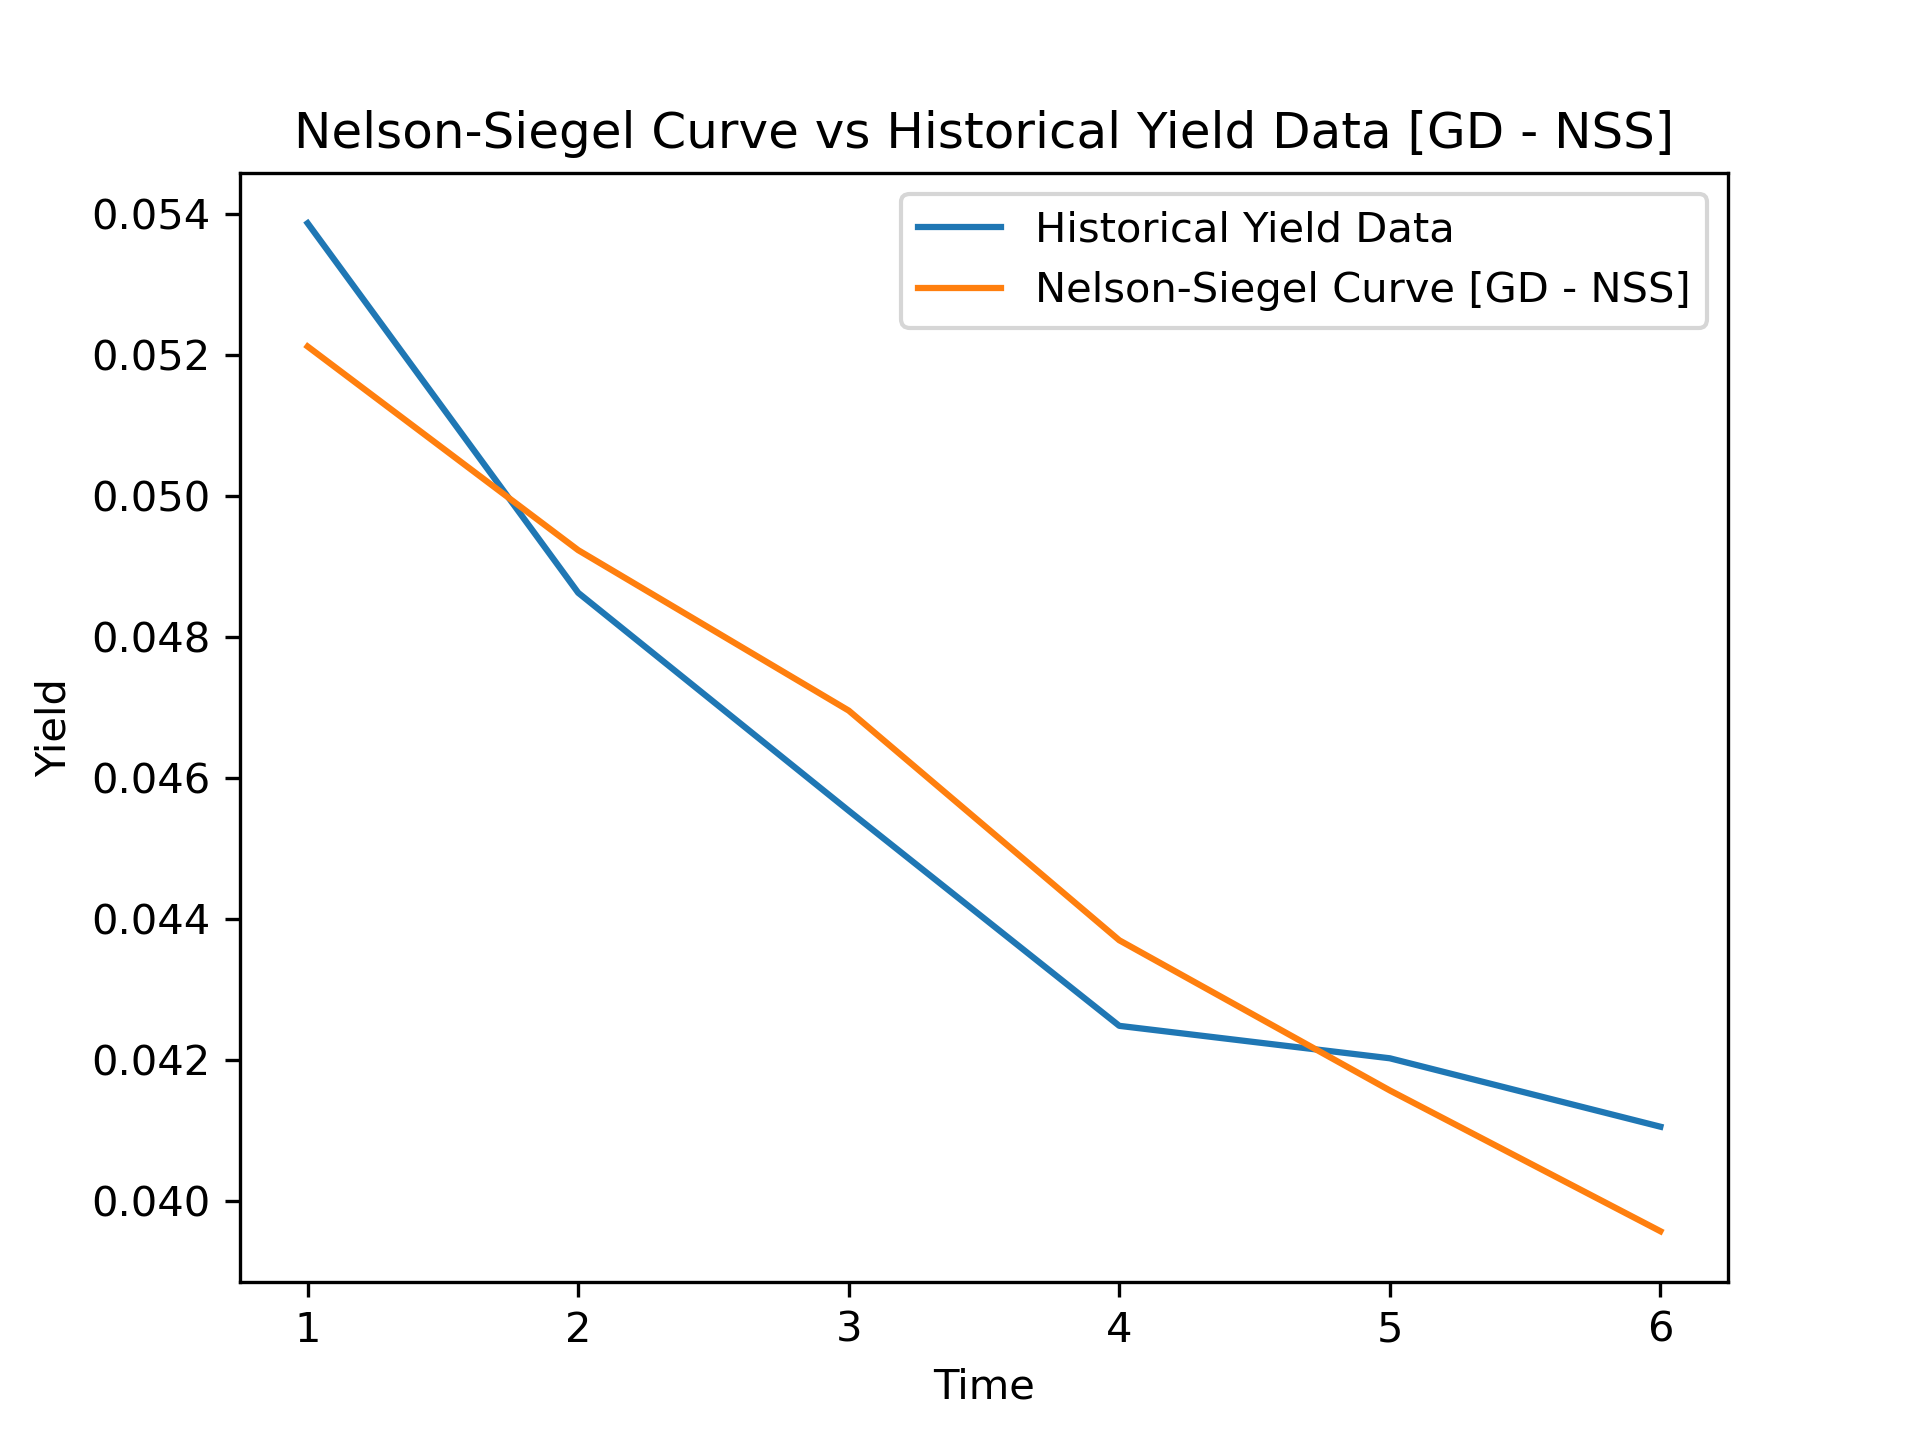 Nelson-Siegel Curve vs Historical Yield Data [GD - NSS]
Historical Yield Data
Nelson-Siegel Curve [GD - NSS]
0.054
0.052
0.050
0.048
0.046
0.044
0.042
0.040
Yield
1 2 3 4 5 6
Time